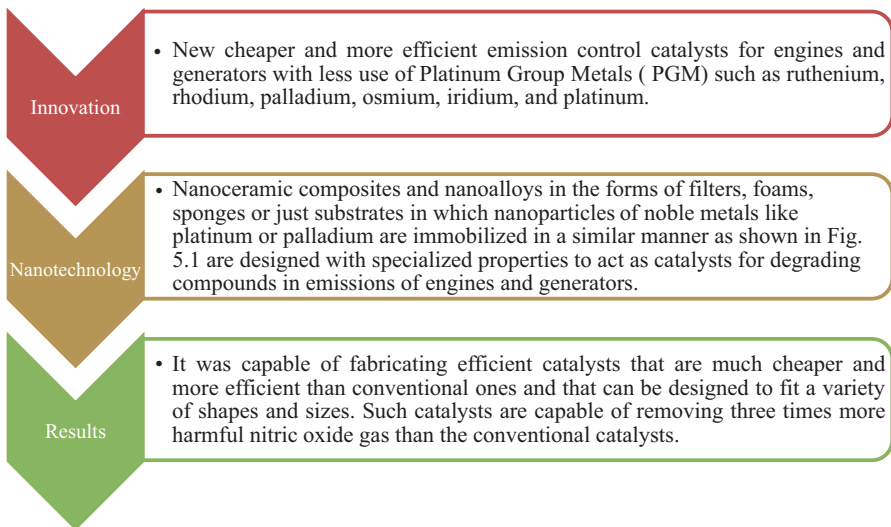 Innovation
• New cheaper and more efficient emission control catalysts for engines and
generators with less use of Platinum Group Metals ( PGM) such as ruthenium,
rhodium, palladium, osmium, iridium, and platinum.
Nanotechnology
• Nanoceramic composites and nanoalloys in the forms of filters, foams,
sponges or just substrates in which nanoparticles of noble metals like
platinum or palladium are immobilized in a similar manner as shown in Fig.
5.1 are designed with specialized properties to act as catalysts for degrading
compounds in emissions of engines and generators.
Results
• It was capable of fabricating efficient catalysts that are much cheaper and
more efficient than conventional ones and that can be designed to fit a variety
of shapes and sizes. Such catalysts are capable of removing three times more
harmful nitric oxide gas than the conventional catalysts.